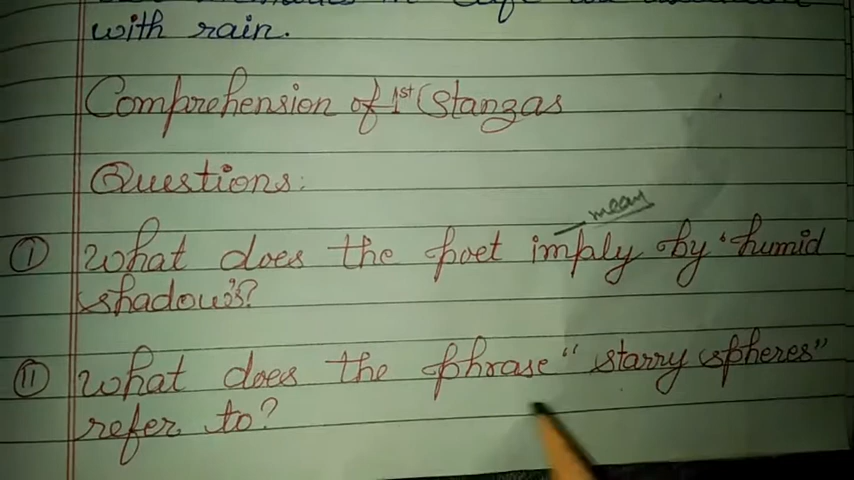 with rain.
Comprehension of 1st Stanzas
Questions:
mean
I What does the poet imply by 'humid
shadows?
II What does the phrase "starry spheres"
refer to?